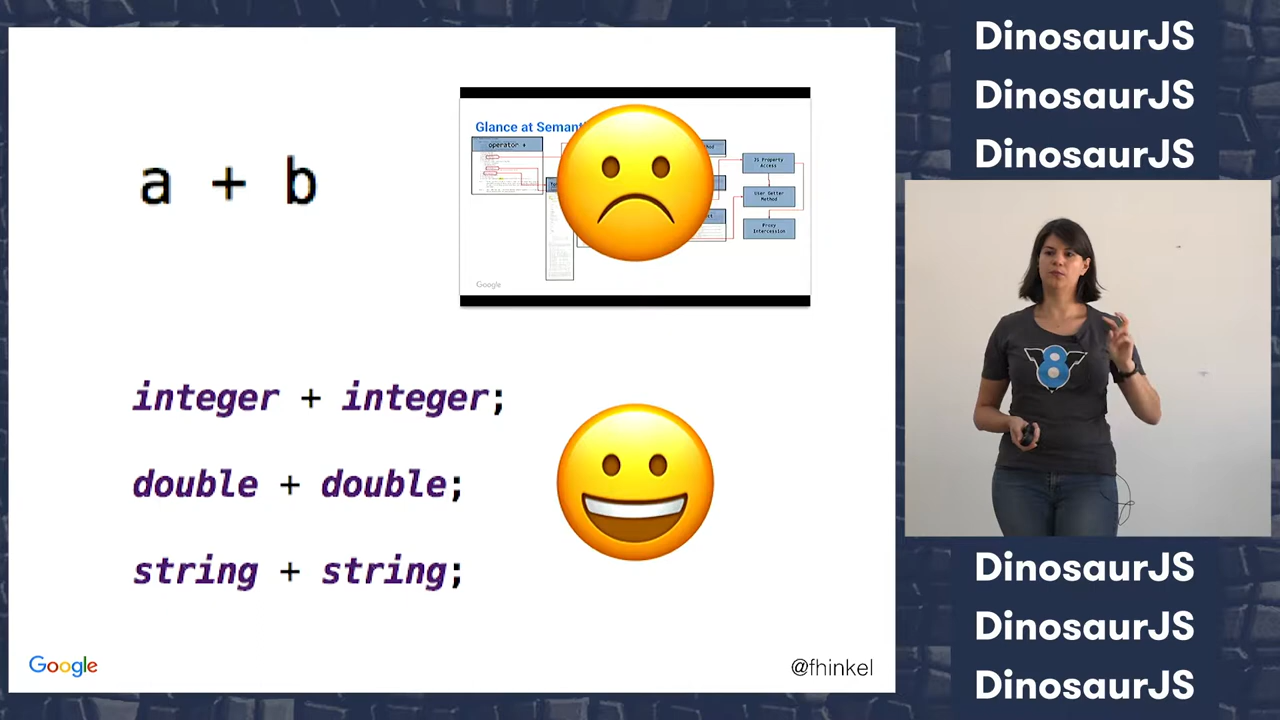 a + b
Glance at Semant
operator +
JS Property
Access
User Getter
Method
Proxy
Intercession
Google
integer + integer;
double + double;
string + string;
Google
@fhinkel
DinosaurJS
DinosaurJS
DinosaurJS
8
DinosaurJS
DinosaurJS
DinosaurJS